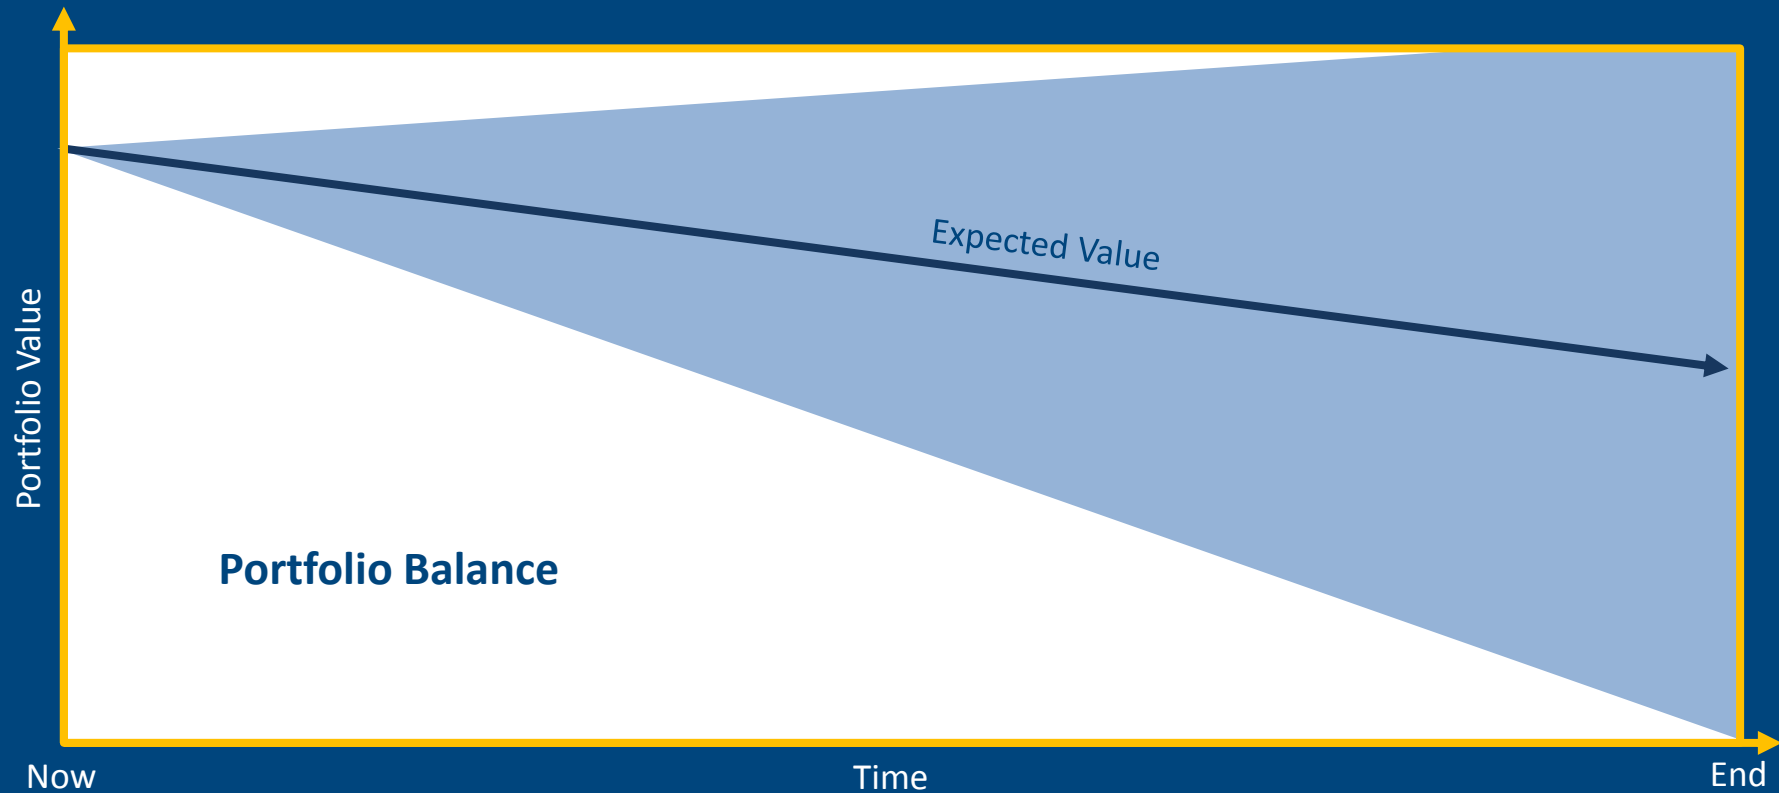 Expected Value
Portfolio Value
Portfolio Balance
Now
Time
End